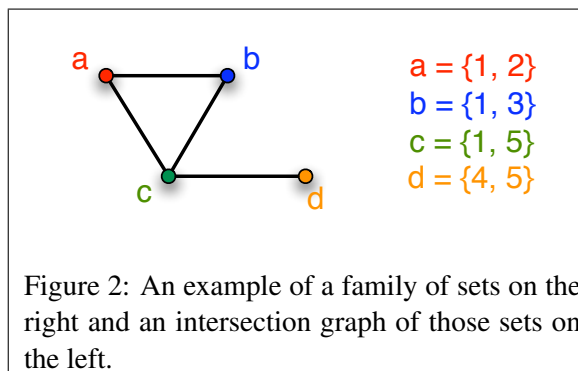 a
b
c
d
a = {1, 2}
b = {1, 3}
c = {1, 5}
d = {4, 5}
Figure 2: An example of a family of sets on the
right and an intersection graph of those sets on
the left.